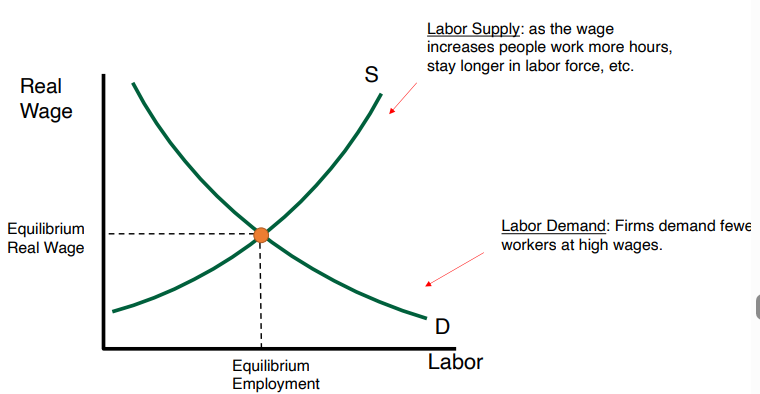 Labor Supply: as the wage
increases people work more hours,
stay longer in labor force, etc.
S
Real
Wage
Equilibrium
Real Wage
Labor Demand: Firms demand fewe
workers at high wages.
D
Labor
Equilibrium
Employment